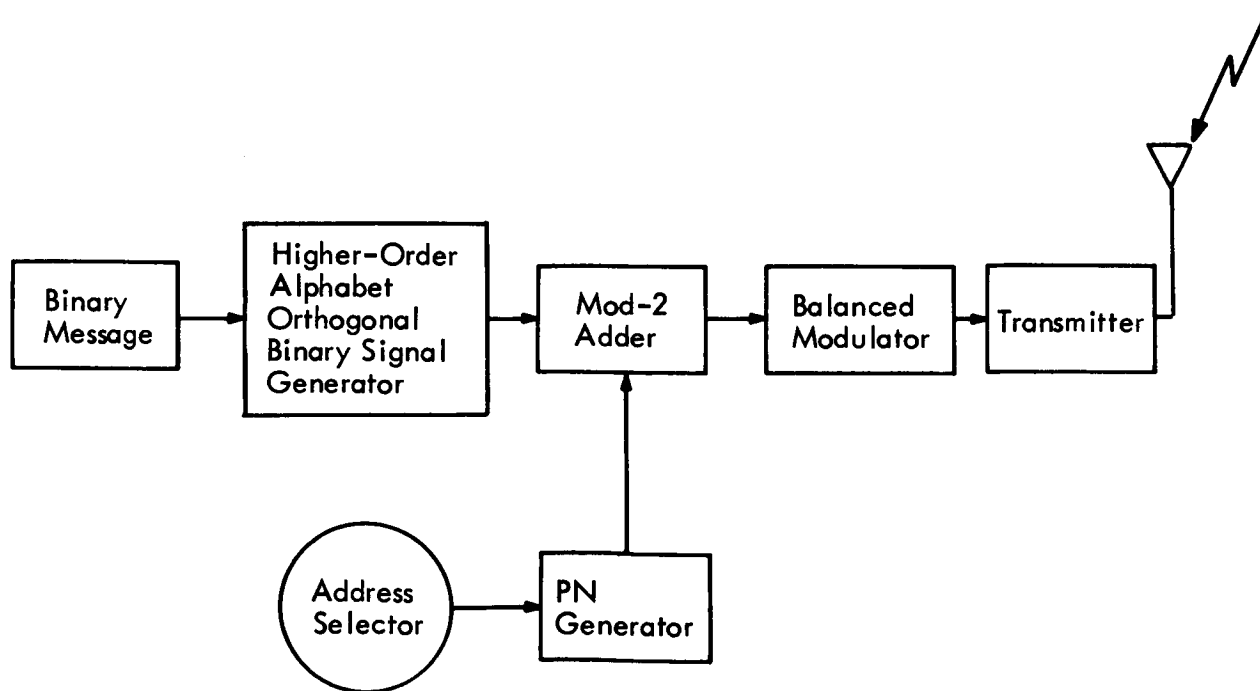 Binary
Message
Higher-Order
Alphabet
Orthogonal
Binary Signal
Generator
Mod-2
Adder
Balanced
Modulator
Transmitter
Address
Selector
PN
Generator